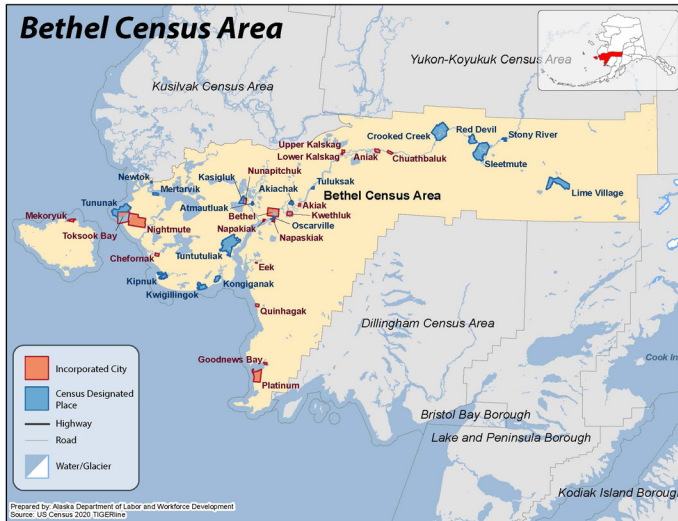 Bethel Census Area
Yukon-Koyukuk Census Area
Kusilvak Census Area
Upper Kalskag
Lower Kalskag
Aniak
Chuathbaluk
Crooked Creek
Red Devil
Stony River
Sleetmute
Lime Village
Nunapitchuk
Kasigluk
Newtok
Mertarvik
Akiachak
Tuluksak
Tununak
Atmautluak
Akiak
Bethel Census Area
Mekoryuk
Bethel
Kwethluk
Toksook Bay
Nightmute
Napakiak
Oscarville
Napaskiak
Chefornak
Tuntutuliak
Eek
Kipnuk
Kongiganak
Kwigillingok
Quinhagak
Dillingham Census Area
Goodnews Bay
Platinum
Cook In
Bristol Bay Borough
Lake and Peninsula Borough
Kodiak Island Borou
Incorporated City
Census Designated
Place
Highway
Road
Water/Glacier
Prepared by: Alaska Department of Labor and Workforce Development
Source: US Census 2020 TIGERline